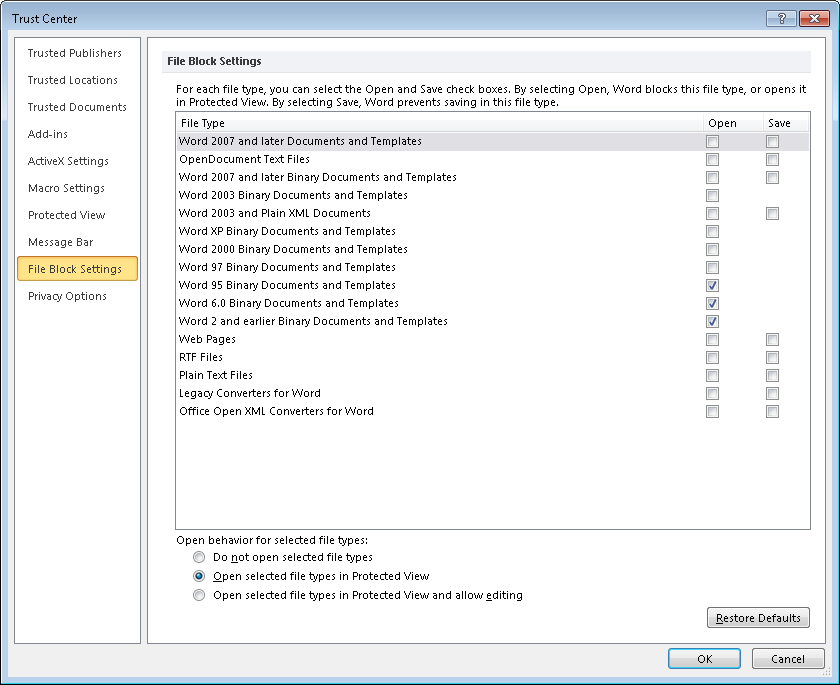 Trust Center
?
Trusted Publishers
Trusted Locations
Trusted Documents
Add-ins
ActiveX Settings
Macro Settings
Protected View
Message Bar
File Block Settings
Privacy Options
File Block Settings
For each file type, you can select the Open and Save check boxes. By selecting Open, Word blocks this file type, or opens it
in Protected View. By selecting Save, Word prevents saving in this file type.
File Type Open Save
Word 2007 and later Documents and Templates
OpenDocument Text Files
Word 2007 and later Binary Documents and Templates
Word 2003 Binary Documents and Templates
Word 2003 and Plain XML Documents
Word XP Binary Documents and Templates
Word 2000 Binary Documents and Templates
Word 97 Binary Documents and Templates
Word 95 Binary Documents and Templates
Word 6.0 Binary Documents and Templates
Word 2 and earlier Binary Documents and Templates
Web Pages
RTF Files
Plain Text Files
Legacy Converters for Word
Office Open XML Converters for Word
Open behavior for selected file types:
Do not open selected file types
Open selected file types in Protected View
Open selected file types in Protected View and allow editing
Restore Defaults
OK Cancel